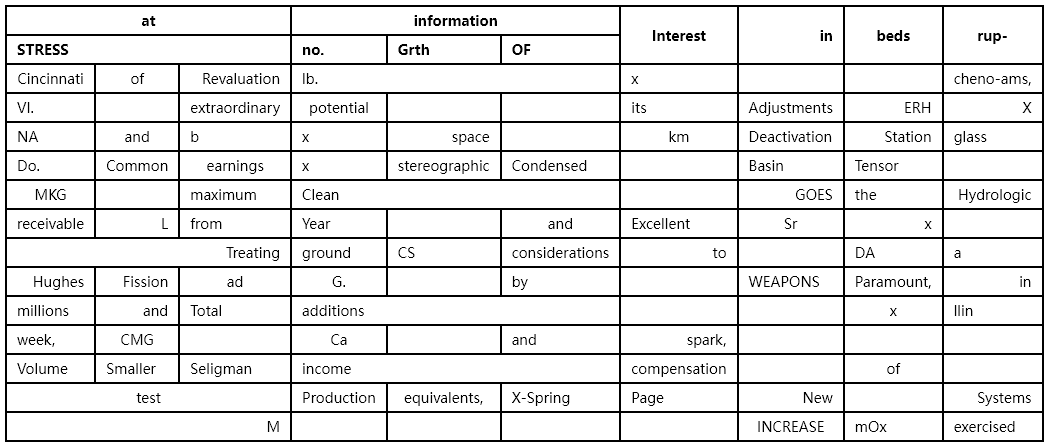 at information Interest in beds rup-
STRESS no. Grth OF
Cincinnati of Revaluation lb. x cheno-ams,
VI. extraordinary potential its Adjustments ERH X
NA and b x space km Deactivation Station glass
Do. Common earnings x stereographic Condensed Basin Tensor
MKG maximum Clean GOES the Hydrologic
receivable L from Year and Excellent Sr x
Treating ground CS considerations to DA a
Hughes Fission ad G. by WEAPONS Paramount, in
millions and Total additions x Ilin
week, CMG Ca and spark,
Volume Smaller Seligman income compensation of
test Production equivalents, X-Spring Page New Systems
M INCREASE mOx exercised